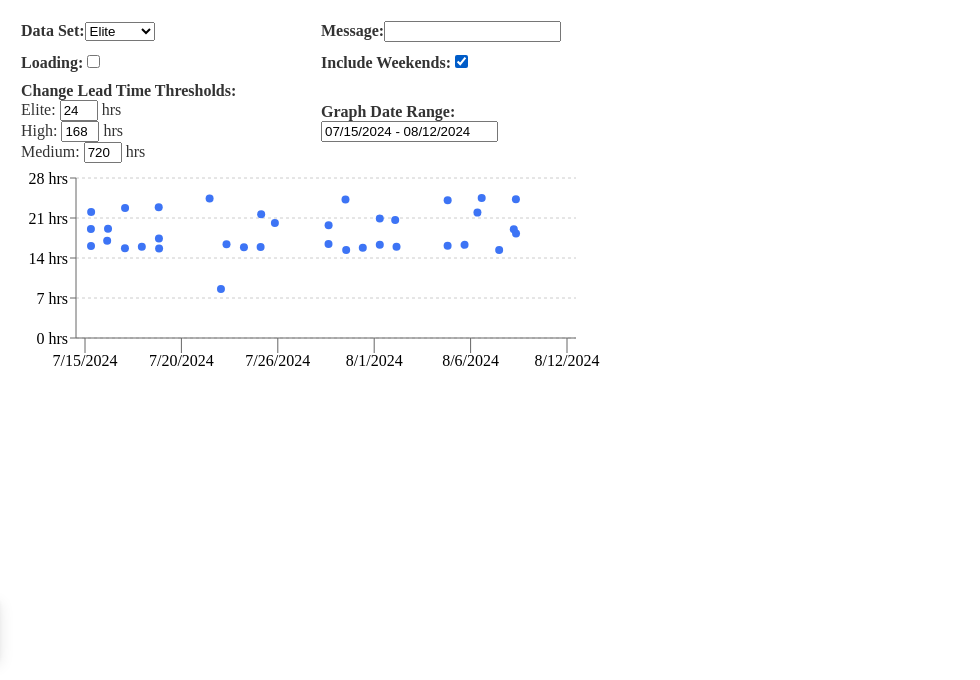 Data Set: Elite
Message:
Loading:
Include Weekends:
Change Lead Time Thresholds:
Elite: 24 hrs
High: 168 hrs
Medium: 720 hrs
Graph Date Range:
07/15/2024 - 08/12/2024
28 hrs
21 hrs
14 hrs
7 hrs
0 hrs
7/15/2024 7/20/2024 7/26/2024 8/1/2024 8/6/2024 8/12/2024